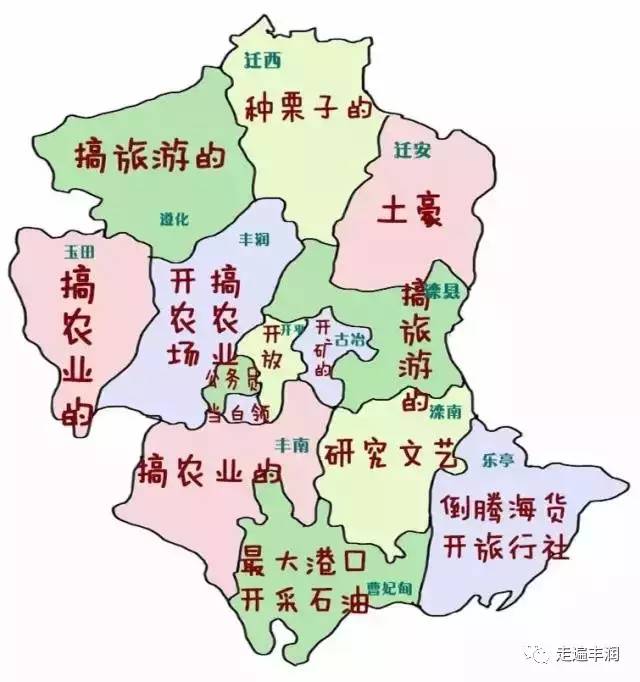 迁西
种栗子的
搞旅游的
遵化
迁安
土豪
玉田
搞农业的
丰润
搞农业
开农场
滦县
搞旅游的
开平
开放
古冶
开矿的
公务员
当白领
丰南
搞农业的
滦南
研究文艺
乐亭
倒腾海货
开旅行社
最大港口
开采石油
曹妃甸
走遍丰润